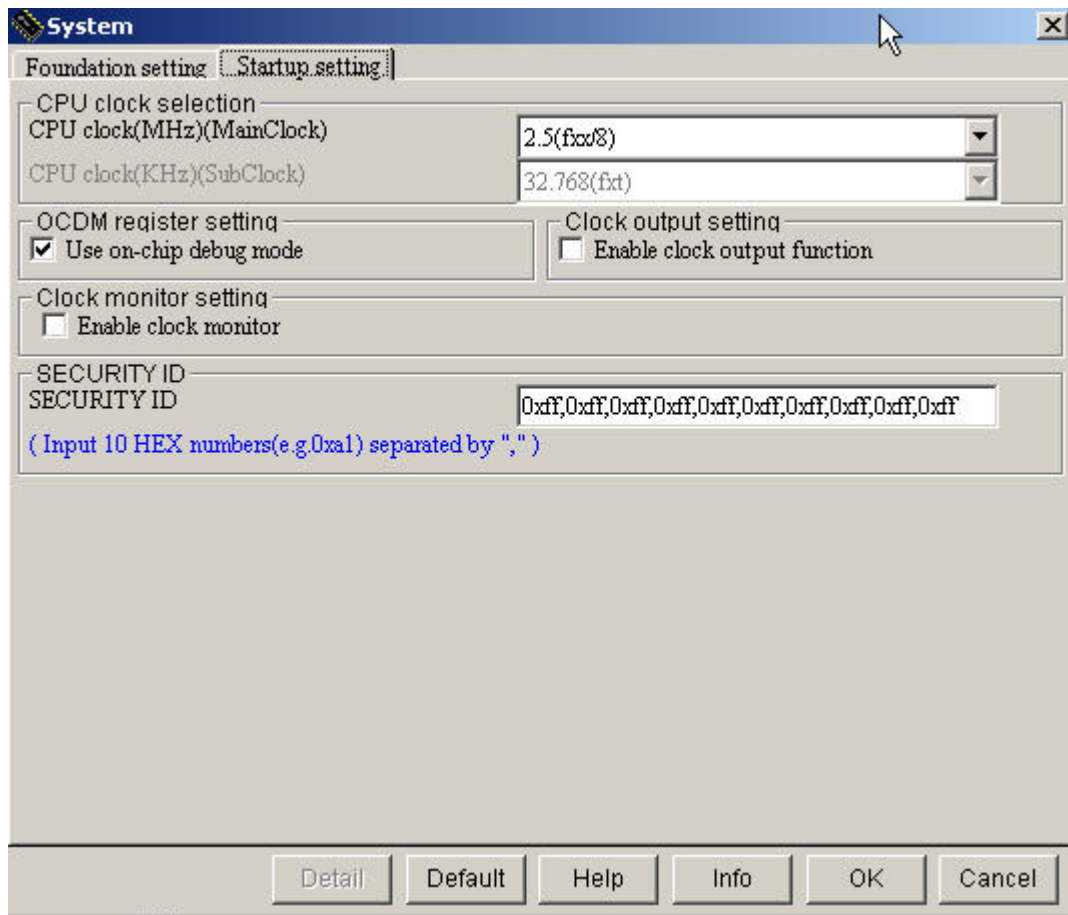 System
Foundation setting Startup setting
CPU clock selection
CPU clock(MHz)(MainClock) 2.5(fxx/8)
CPU clock(KHz)(SubClock) 32.768(fxt)
OCDM register setting Clock output setting
Use on-chip debug mode Enable clock output function
Clock monitor setting
Enable clock monitor
SECURITY ID
SECURITY ID 0xff,0xff,0xff,0xff,0xff,0xff,0xff,0xff,0xff,0xff
( Input 10 HEX numbers(e.g.0xa1) separated by "," )
Detail Default Help Info OK Cancel